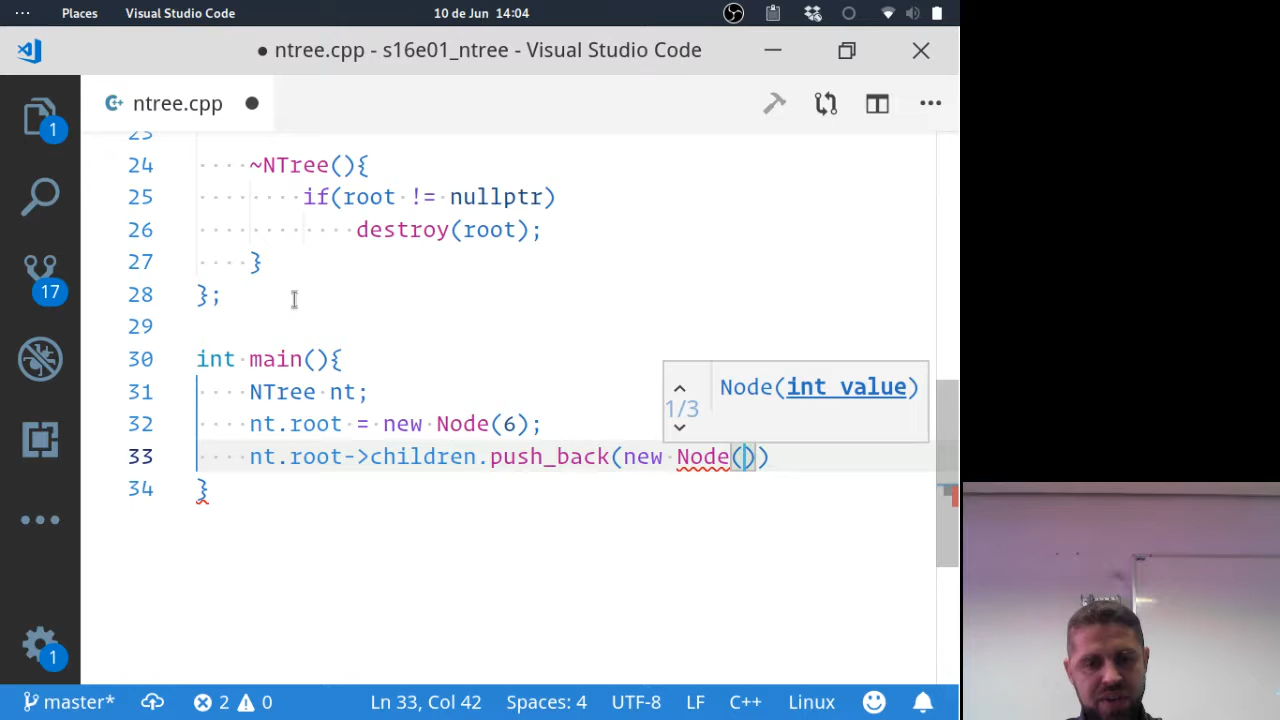 ··· Places Visual Studio Code 10 de Jun 14:04
● ntree.cpp - s16e01_ntree - Visual Studio Code
ntree.cpp
23
24 ~NTree(){
25 if(root != nullptr)
26 destroy(root);
27 }
28 };
29
30 int main(){
31 NTree nt;
32 nt.root = new Node(6);
33 nt.root->children.push_back(new Node())
34 }
Node(int value)
1/3
1
17
1
master* 2 0 Ln 33, Col 42 Spaces: 4 UTF-8 LF C++ Linux